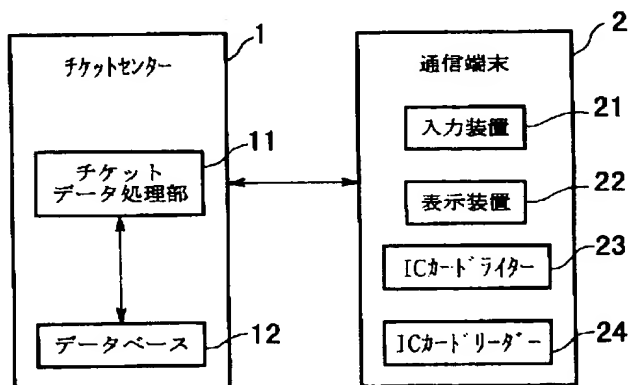 1
チケットセンター
11
チケット
データ処理部
12
データベース
2
通信端末
21
入力装置
22
表示装置
23
ICカードライター
24
ICカードリーダー